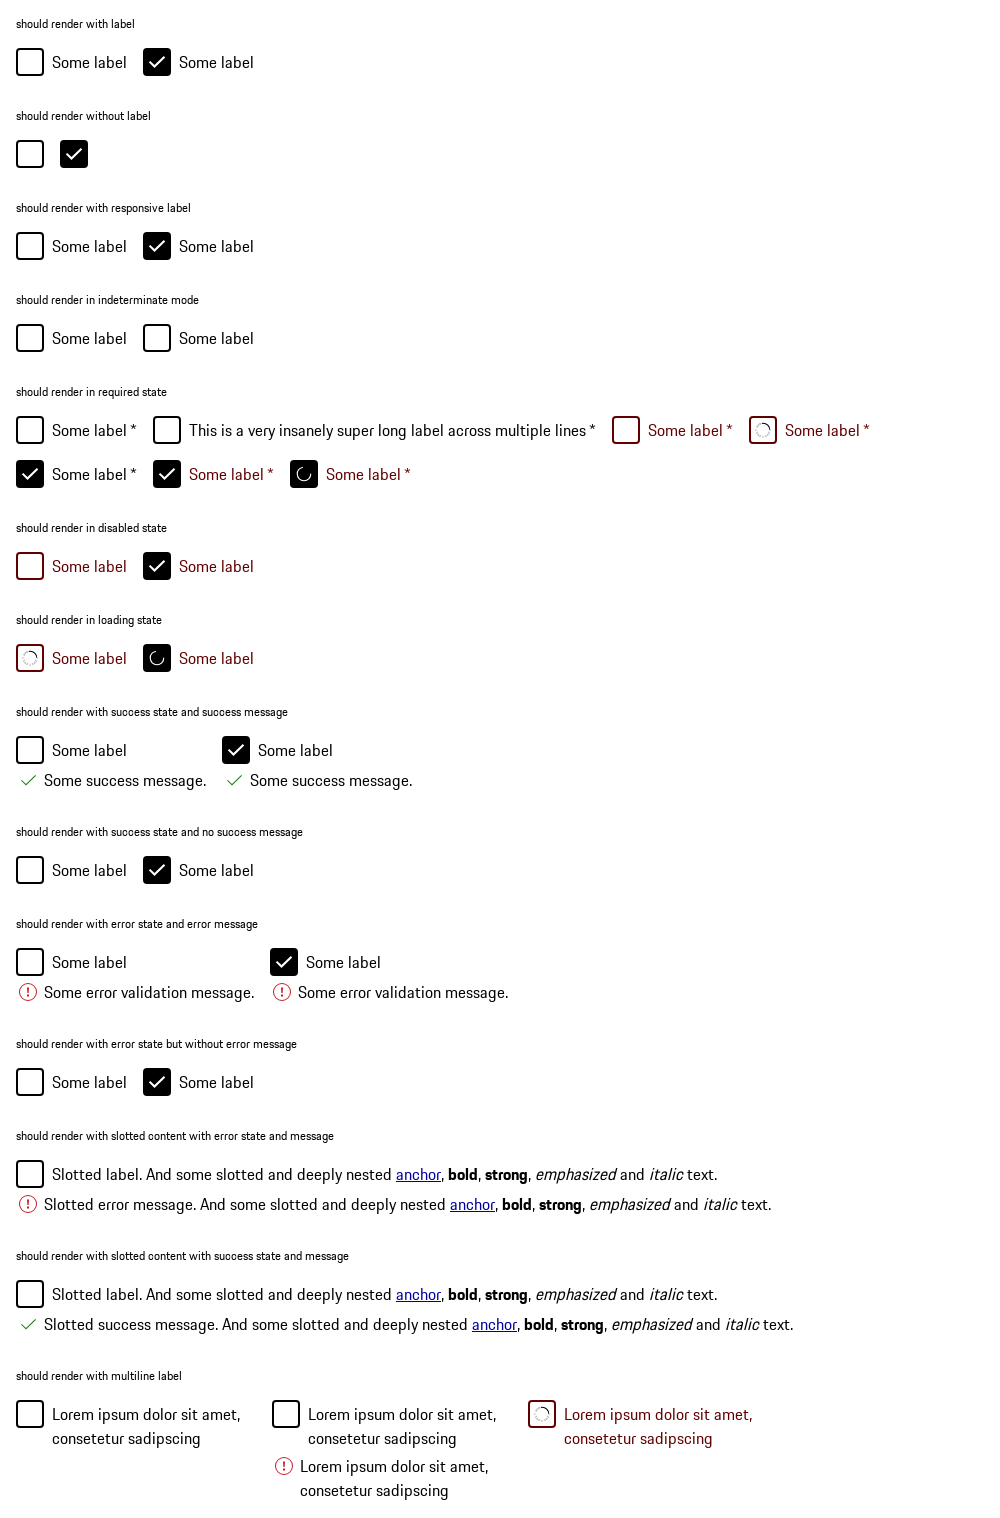 should render with label
Some label Some label
should render without label
should render with responsive label
Some label Some label
should render in indeterminate mode
Some label Some label
should render in required state
Some label * This is a very insanely super long label across multiple lines * Some label * Some label *
Some label * Some label * Some label *
should render in disabled state
Some label Some label
should render in loading state
Some label Some label
should render with success state and success message
Some label Some label
Some success message. Some success message.
should render with success state and no success message
Some label Some label
should render with error state and error message
Some label Some label
Some error validation message. Some error validation message.
should render with error state but without error message
Some label Some label
should render with slotted content with error state and message
Slotted label. And some slotted and deeply nested anchor, bold, strong, emphasized and italic text.
Slotted error message. And some slotted and deeply nested anchor, bold, strong, emphasized and italic text.
should render with slotted content with success state and message
Slotted label. And some slotted and deeply nested anchor, bold, strong, emphasized and italic text.
Slotted success message. And some slotted and deeply nested anchor, bold, strong, emphasized and italic text.
should render with multiline label
Lorem ipsum dolor sit amet, Lorem ipsum dolor sit amet, Lorem ipsum dolor sit amet,
consetetur sadipscing consetetur sadipscing consetetur sadipscing
Lorem ipsum dolor sit amet,
consetetur sadipscing